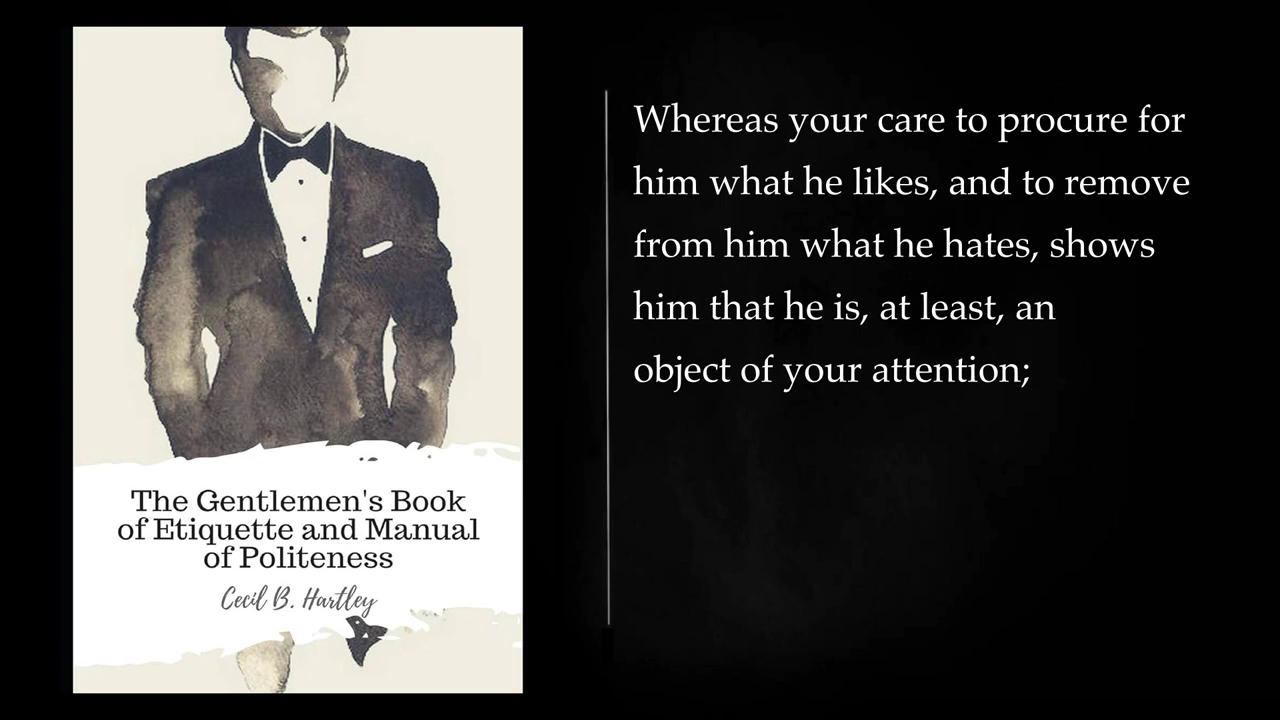 The Gentlemen's Book
of Etiquette and Manual
of Politeness
Cecil B. Hartley
Whereas your care to procure for
him what he likes, and to remove
from him what he hates, shows
him that he is, at least, an
object of your attention;